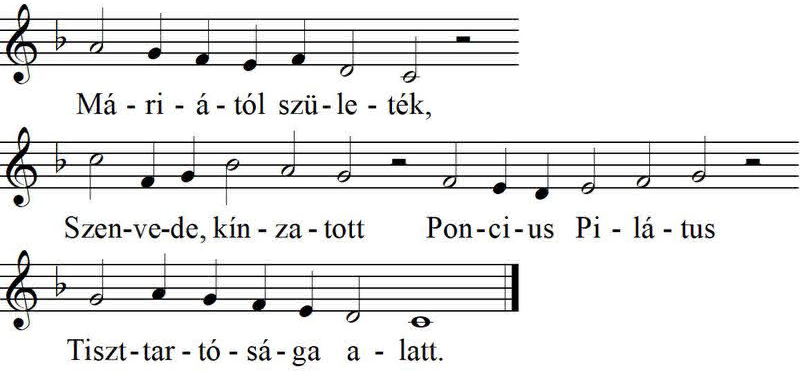 Má - ri - á - tól szü - le - ték,
Szen-ve-de, kín - za - tott Pon-ci-us Pi - lá - tus
Tiszt-tar - tó - sá - ga a - latt.